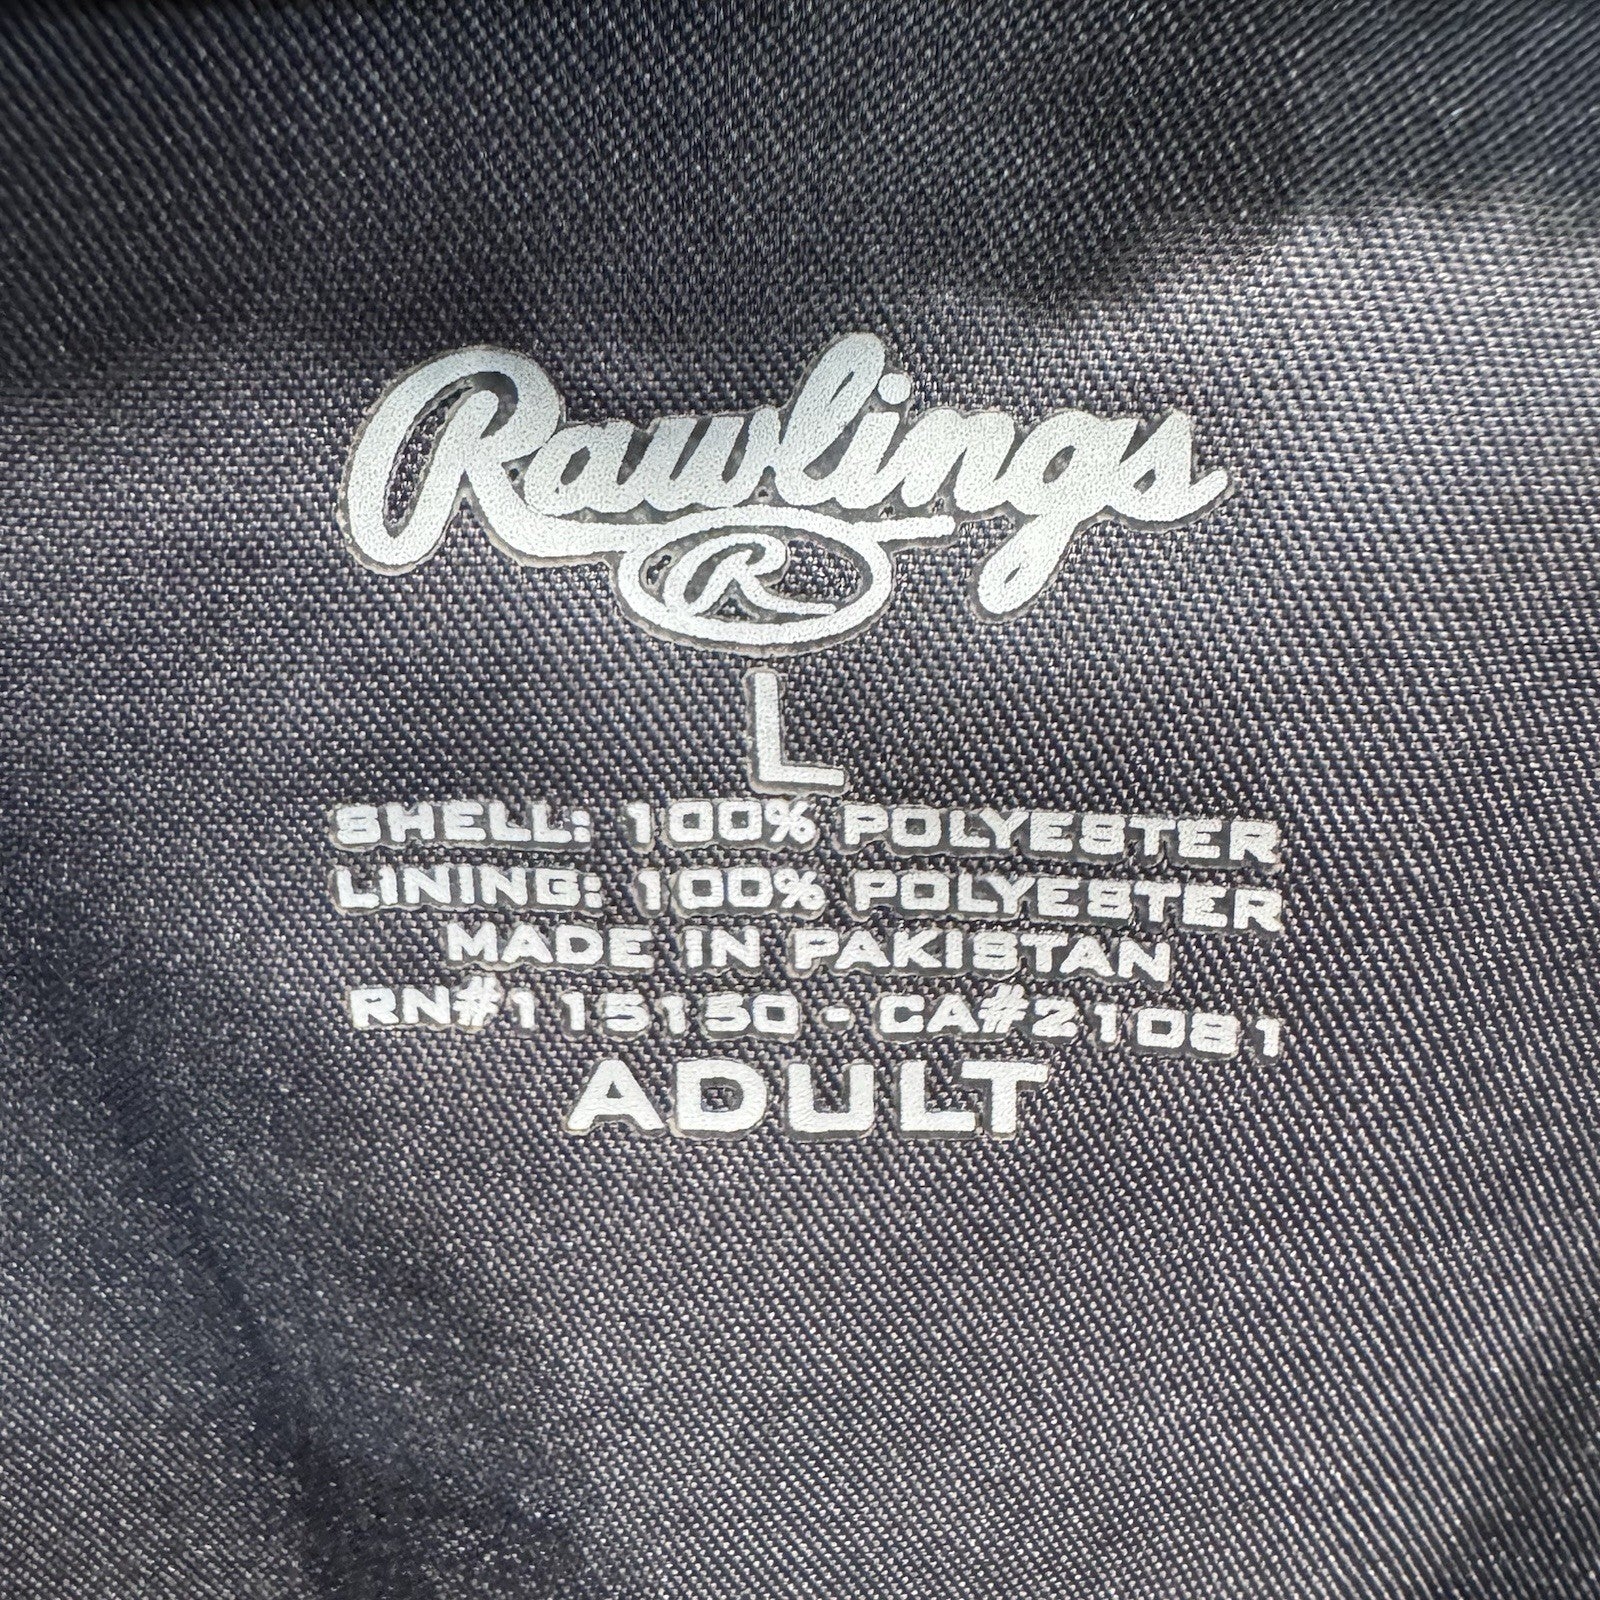 Rawlings
R
L
SHELL: 100% POLYESTER
LINING: 100% POLYESTER
MADE IN PAKISTAN
RN#115150 - CA#21081
ADULT